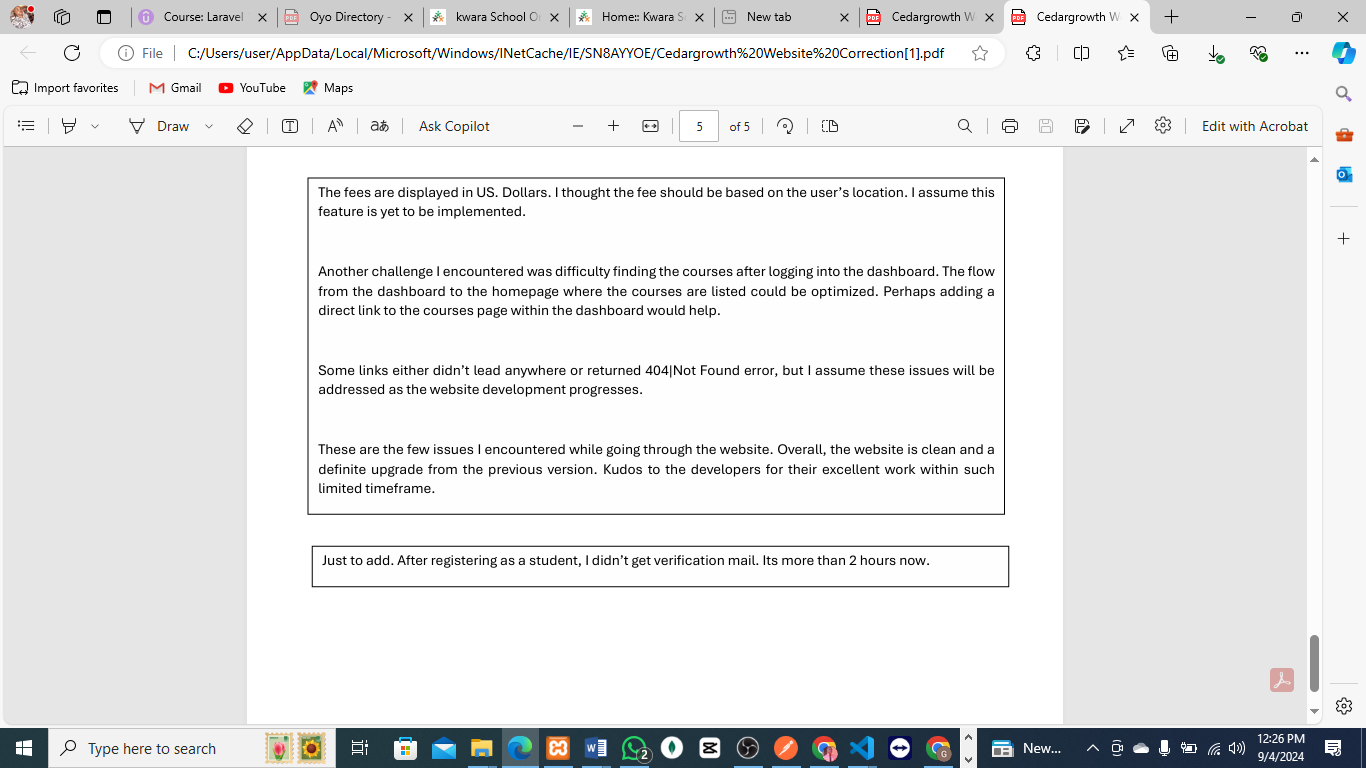 Course: Laravel
Oyo Directory -
kwara School O
Home:: Kwara S
New tab
Cedargrowth W
Cedargrowth W
File
C:/Users/user/AppData/Local/Microsoft/Windows/INetCache/IE/SN8AYYOE/Cedargrowth%20Website%20Correction[1].pdf
Import favorites
Gmail
YouTube
Maps
Draw
Ask Copilot
5
of 5
Edit with Acrobat
The fees are displayed in US. Dollars. I thought the fee should be based on the user’s location. I assume this
feature is yet to be implemented.
Another challenge I encountered was difficulty finding the courses after logging into the dashboard. The flow
from the dashboard to the homepage where the courses are listed could be optimized. Perhaps adding a
direct link to the courses page within the dashboard would help.
Some links either didn’t lead anywhere or returned 404|Not Found error, but I assume these issues will be
addressed as the website development progresses.
These are the few issues I encountered while going through the website. Overall, the website is clean and a
definite upgrade from the previous version. Kudos to the developers for their excellent work within such
limited timeframe.
Just to add. After registering as a student, I didn’t get verification mail. Its more than 2 hours now.
Type here to search
2
G
New...
12:26 PM
9/4/2024